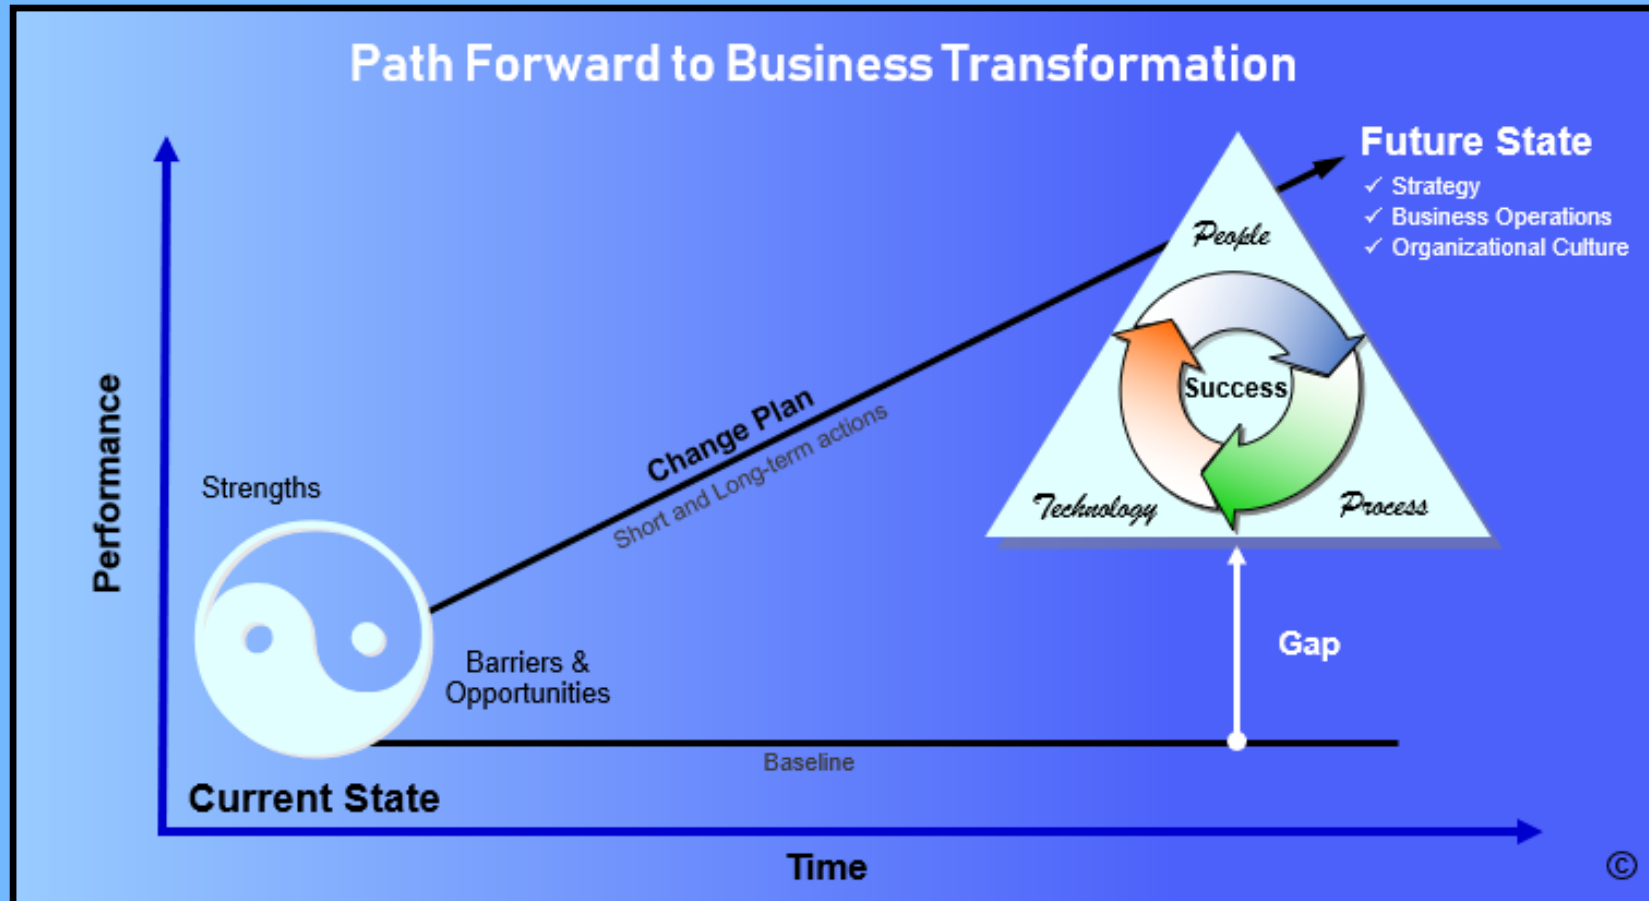 Path Forward to Business Transformation
Future State
✓ Strategy
✓ Business Operations
✓ Organizational Culture
People
Success
Technology
Process
Change Plan
Short and Long-term actions
Performance
Strengths
Barriers &
Opportunities
Gap
Baseline
Current State
Time
©